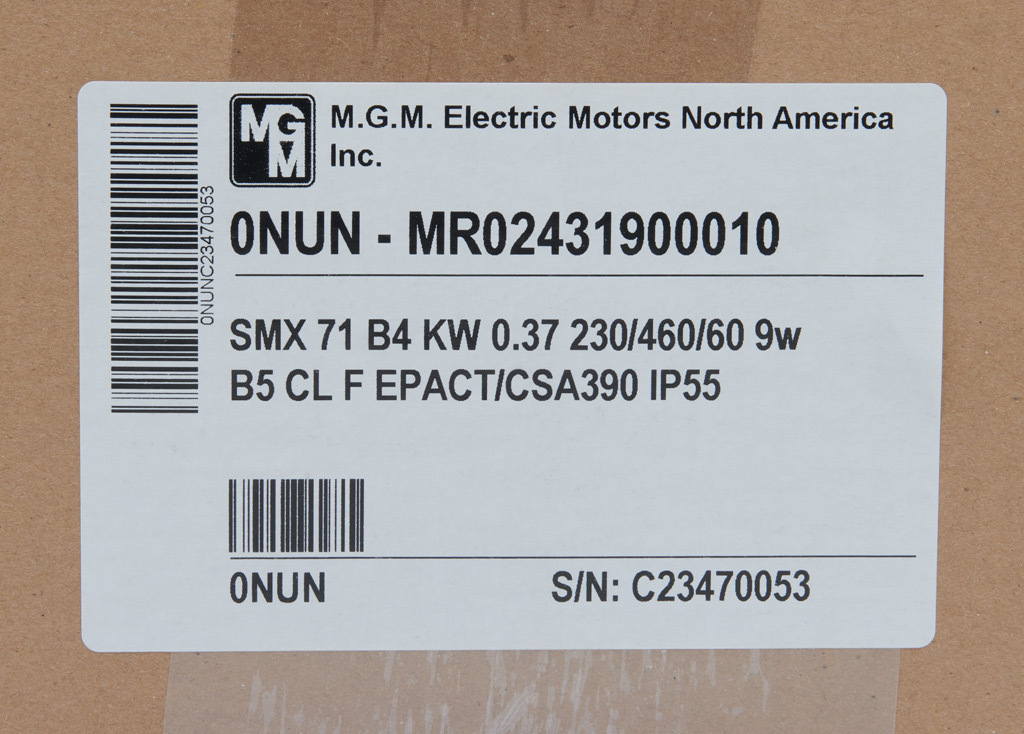 MGM
M.G.M. Electric Motors North America
Inc.
0NUN - MR02431900010
0NUNC23470053
SMX 71 B4 KW 0.37 230/460/60 9w
B5 CL F EPACT/CSA390 IP55
0NUN
S/N: C23470053